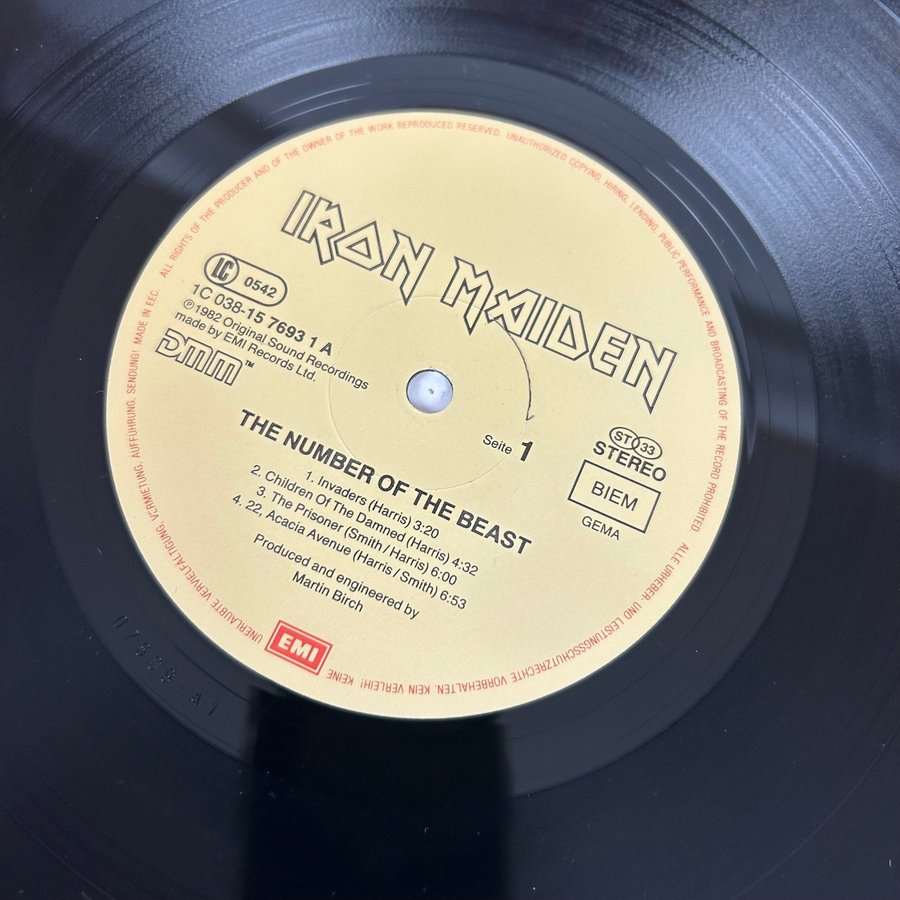 IRON MAIDEN
LC 0542
1C 038-15 7693 1 A
℗ 1982 Original Sound Recordings
made by EMI Records Ltd.
DMM™
Seite 1
ST 33
STEREO
BIEM
GEMA
THE NUMBER OF THE BEAST
1. Invaders (Harris) 3:20
2. Children Of The Damned (Harris) 4:32
3. The Prisoner (Smith / Harris) 6:00
4. 22, Acacia Avenue (Harris / Smith) 6:53
Produced and engineered by
Martin Birch
EMI
ALL RIGHTS OF THE PRODUCER AND OF THE OWNER OF THE WORK REPRODUCED RESERVED. UNAUTHORIZED COPYING, HIRING, LENDING, PUBLIC PERFORMANCE AND BROADCASTING OF THE RECORD PROHIBITED
ALLE URHEBER- UND LEISTUNGSSCHUTZRECHTE VORBEHALTEN. KEIN VERLEIH! KEINE UNERLAUBTE VERVIELFÄLTIGUNG, VERMIETUNG, AUFFÜHRUNG, SENDUNG! MADE IN EEC.